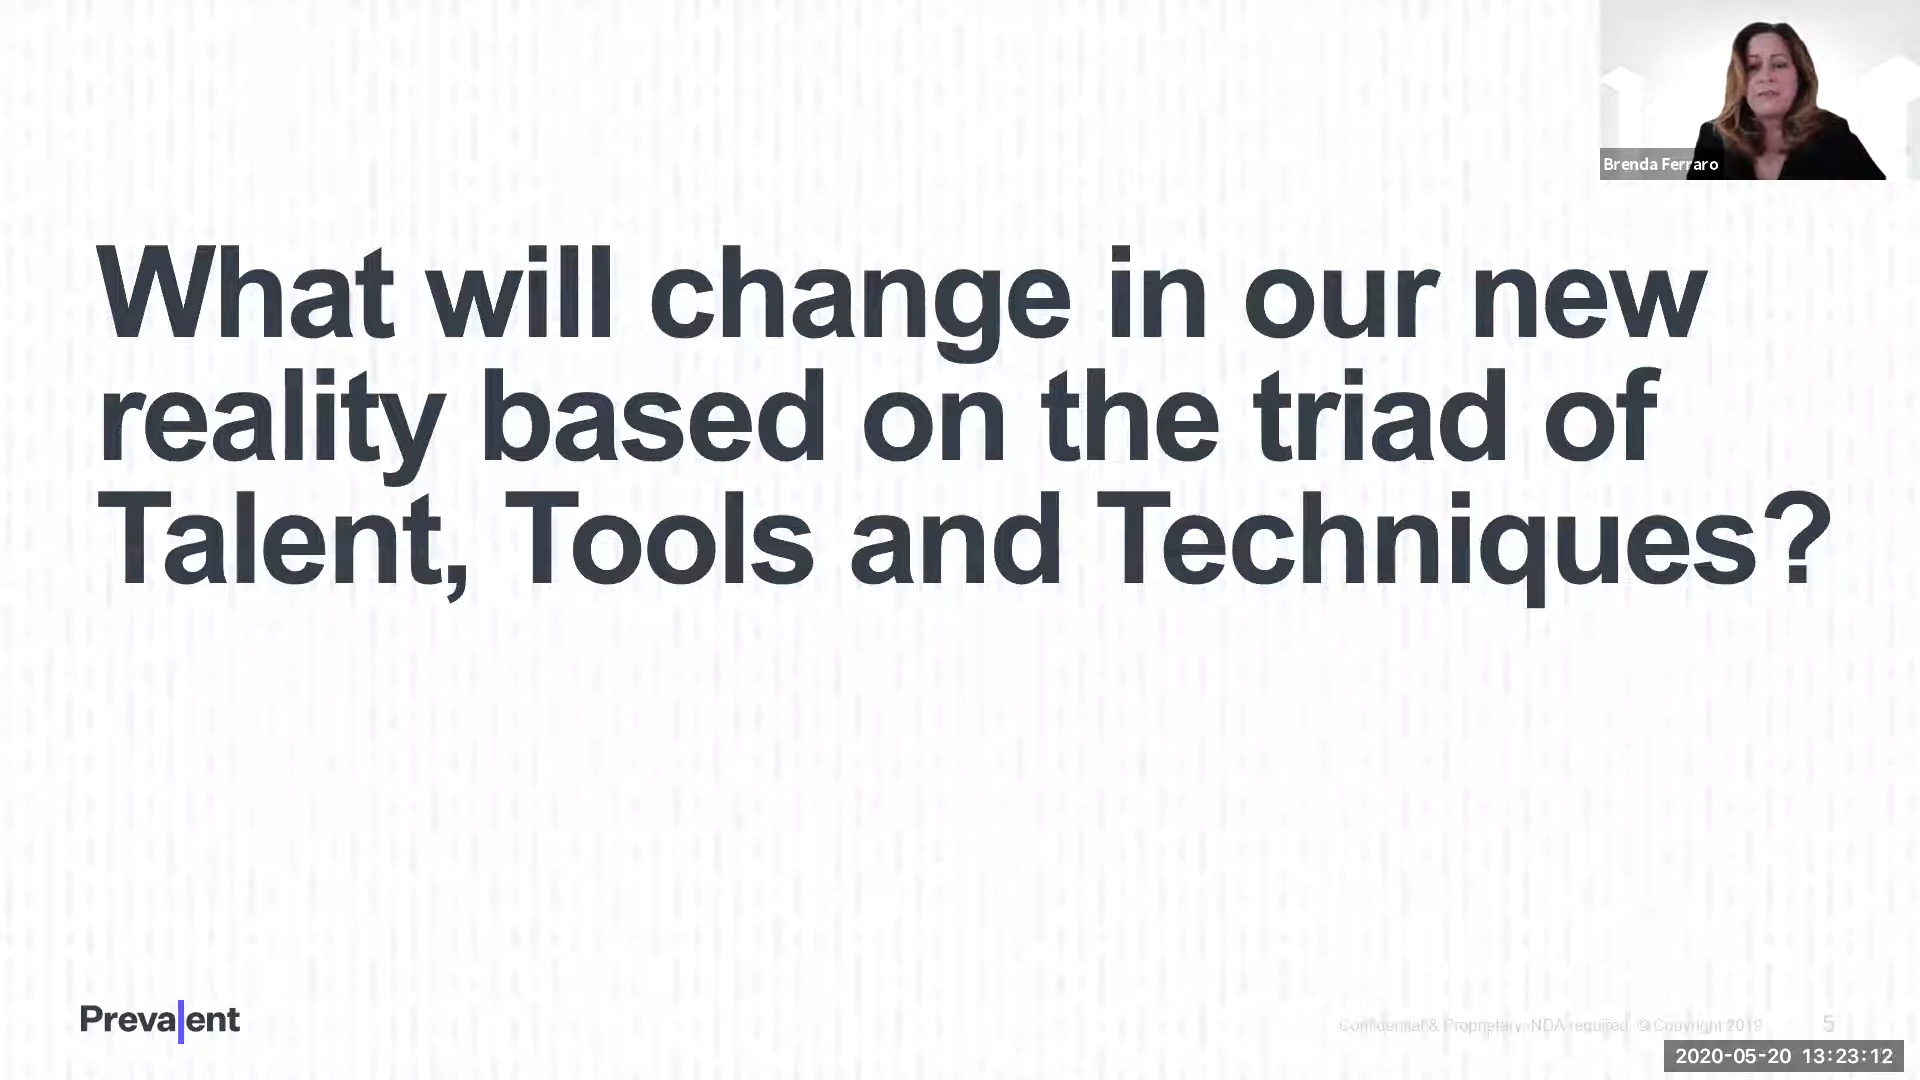 Brenda Ferraro
What will change in our new
reality based on the triad of
Talent, Tools and Techniques?
Prevalent
Confidential & Proprietary. NDA required. © Copyright 2019
5
2020-05-20 13:23:12